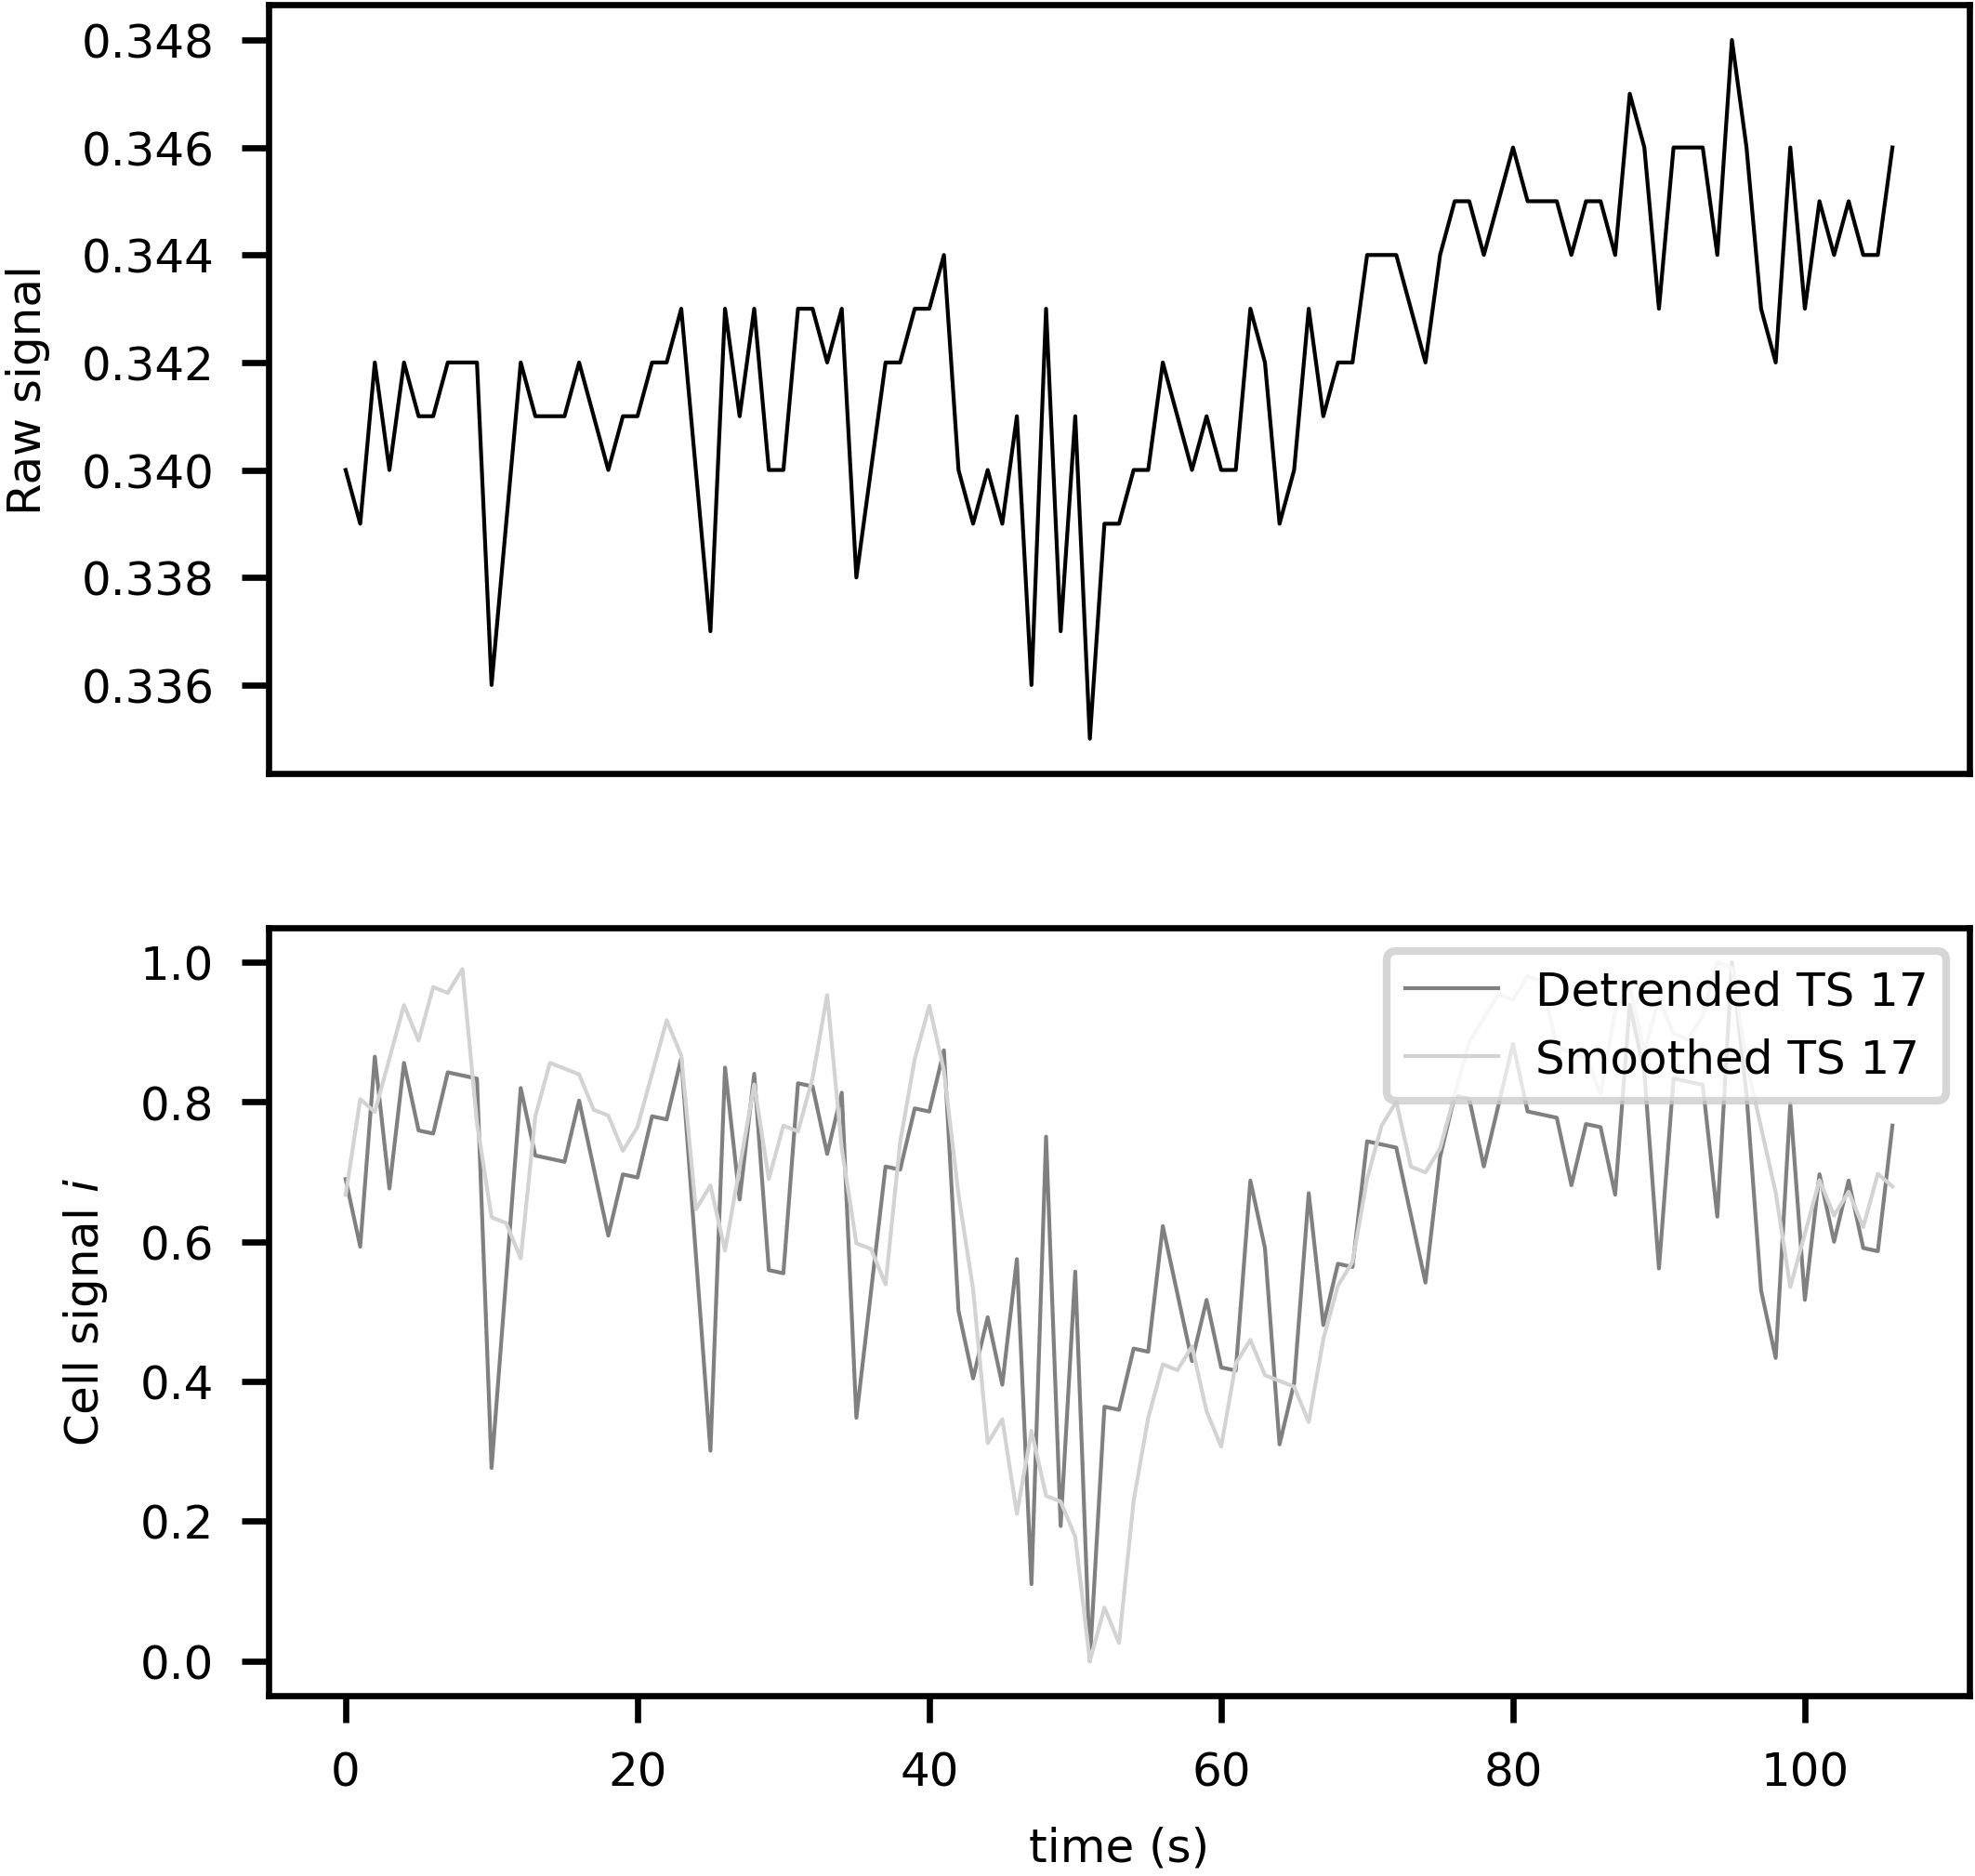 0.348
0.346
0.344
0.342
0.340
0.338
0.336
Raw signal
1.0
0.8
0.6
0.4
0.2
0.0
Cell signal i
Detrended TS 17
Smoothed TS 17
0 20 40 60 80 100
time (s)